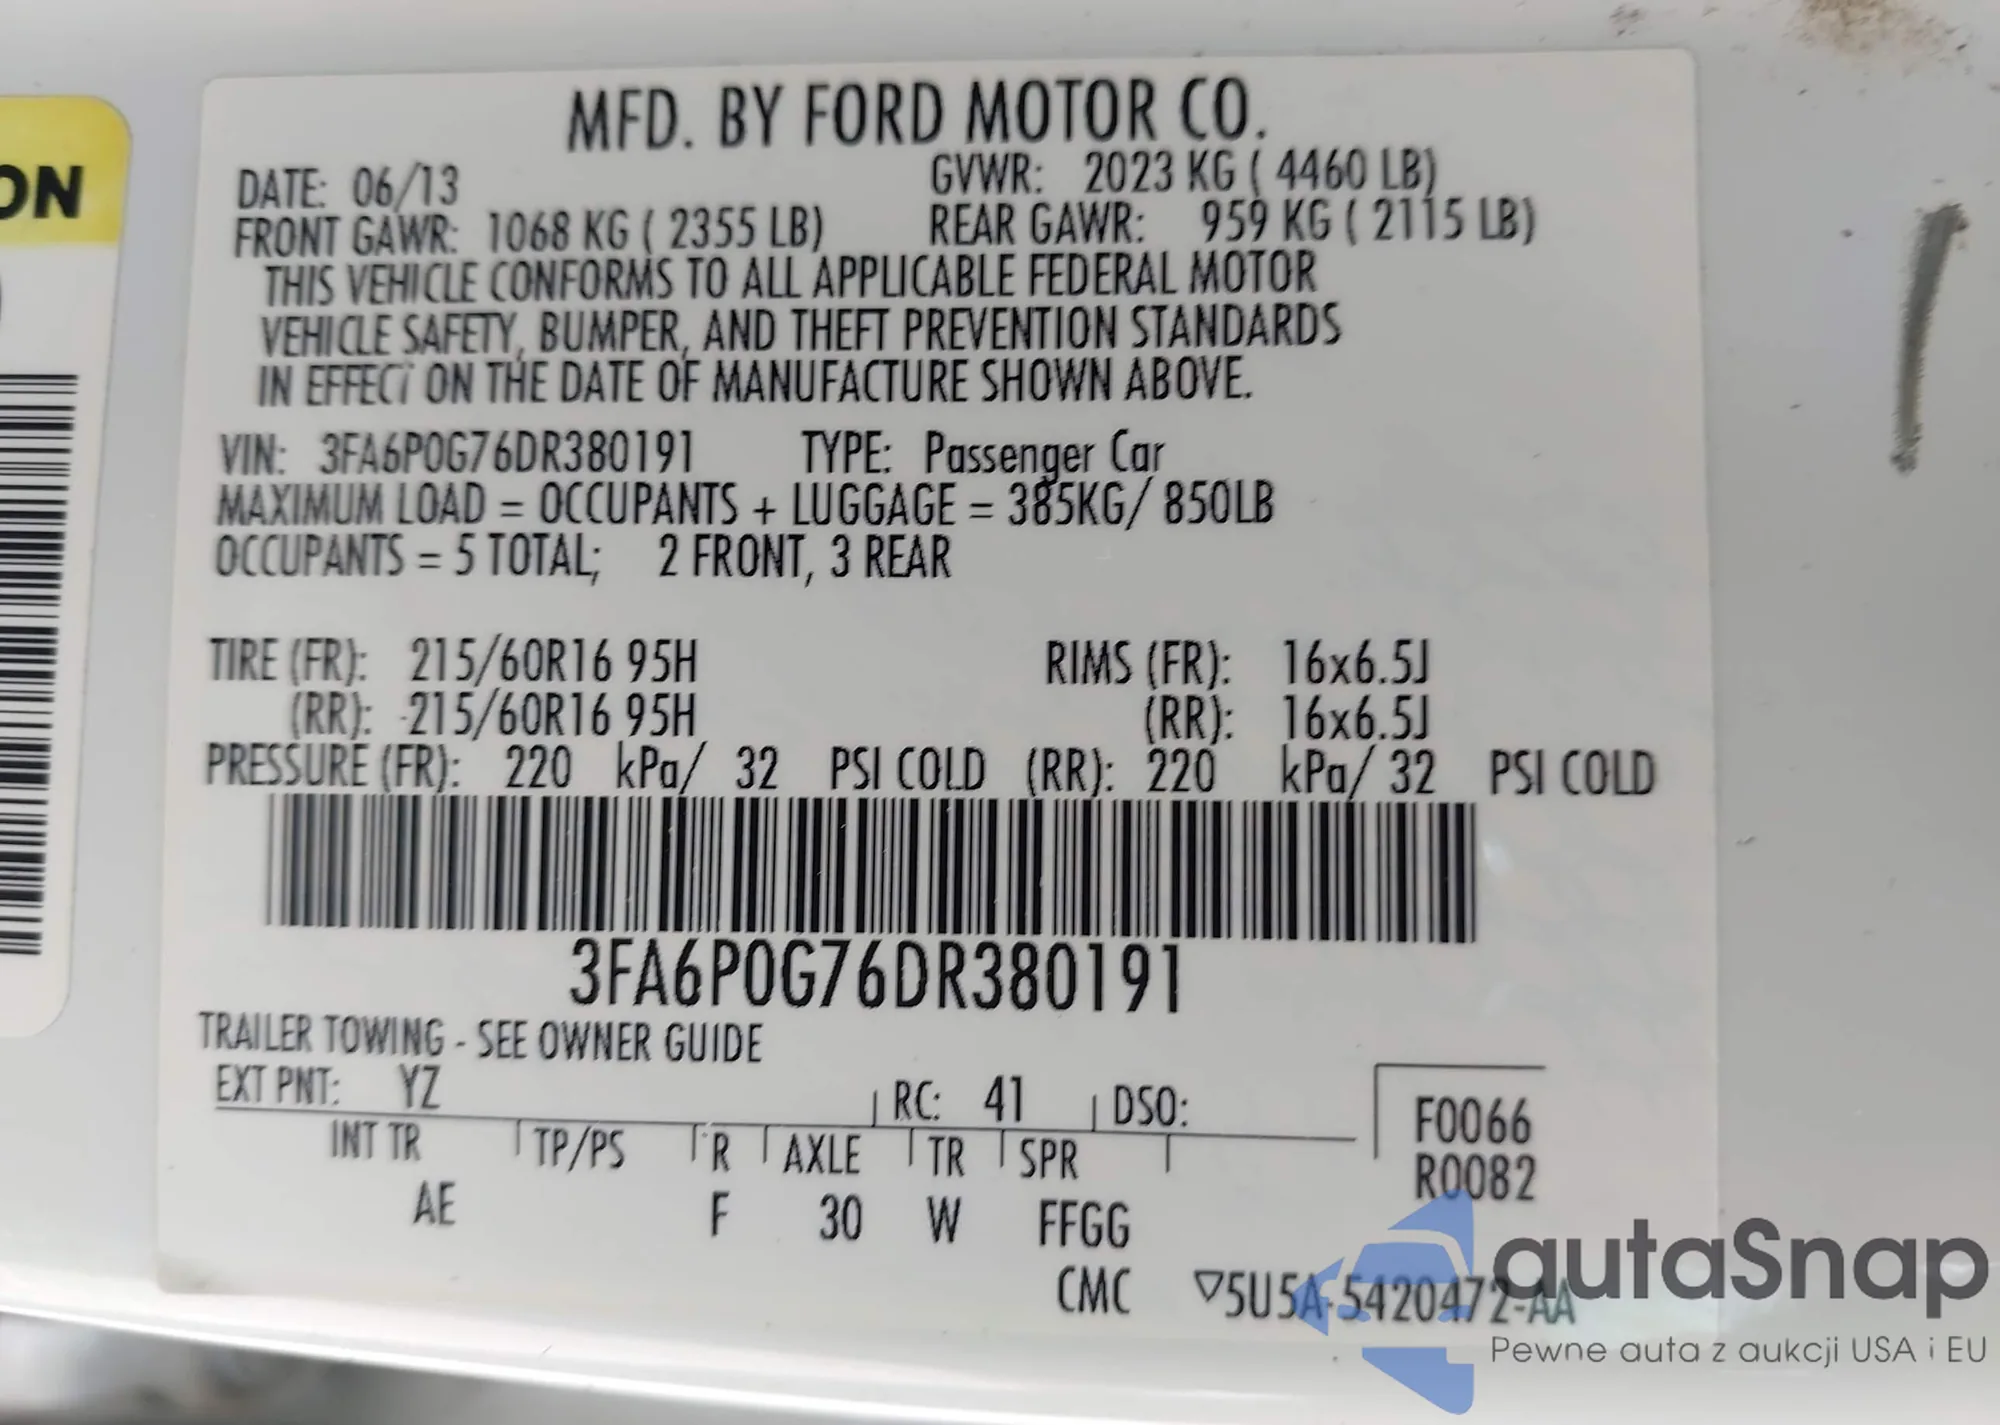 ON
MFD. BY FORD MOTOR CO.
DATE: 06/13 GVWR: 2023 KG ( 4460 LB)
FRONT GAWR: 1068 KG ( 2355 LB) REAR GAWR: 959 KG ( 2115 LB)
THIS VEHICLE CONFORMS TO ALL APPLICABLE FEDERAL MOTOR
VEHICLE SAFETY, BUMPER, AND THEFT PREVENTION STANDARDS
IN EFFECT ON THE DATE OF MANUFACTURE SHOWN ABOVE.
VIN: 3FA6P0G76DR380191 TYPE: Passenger Car
MAXIMUM LOAD = OCCUPANTS + LUGGAGE = 385KG/ 850LB
OCCUPANTS = 5 TOTAL; 2 FRONT, 3 REAR
TIRE (FR): 215/60R16 95H RIMS (FR): 16x6.5J
(RR): 215/60R16 95H (RR): 16x6.5J
PRESSURE (FR): 220 kPa/ 32 PSI COLD (RR): 220 kPa/ 32 PSI COLD
3FA6P0G76DR380191
TRAILER TOWING - SEE OWNER GUIDE
EXT PNT: YZ RC: 41 DSO: F0066
INT TR TP/PS R AXLE TR SPR R0082
AE F 30 W FFGG
CMC ▽5U5A-5420472-AA
autaSnap
Pewne auta z aukcji USA i EU